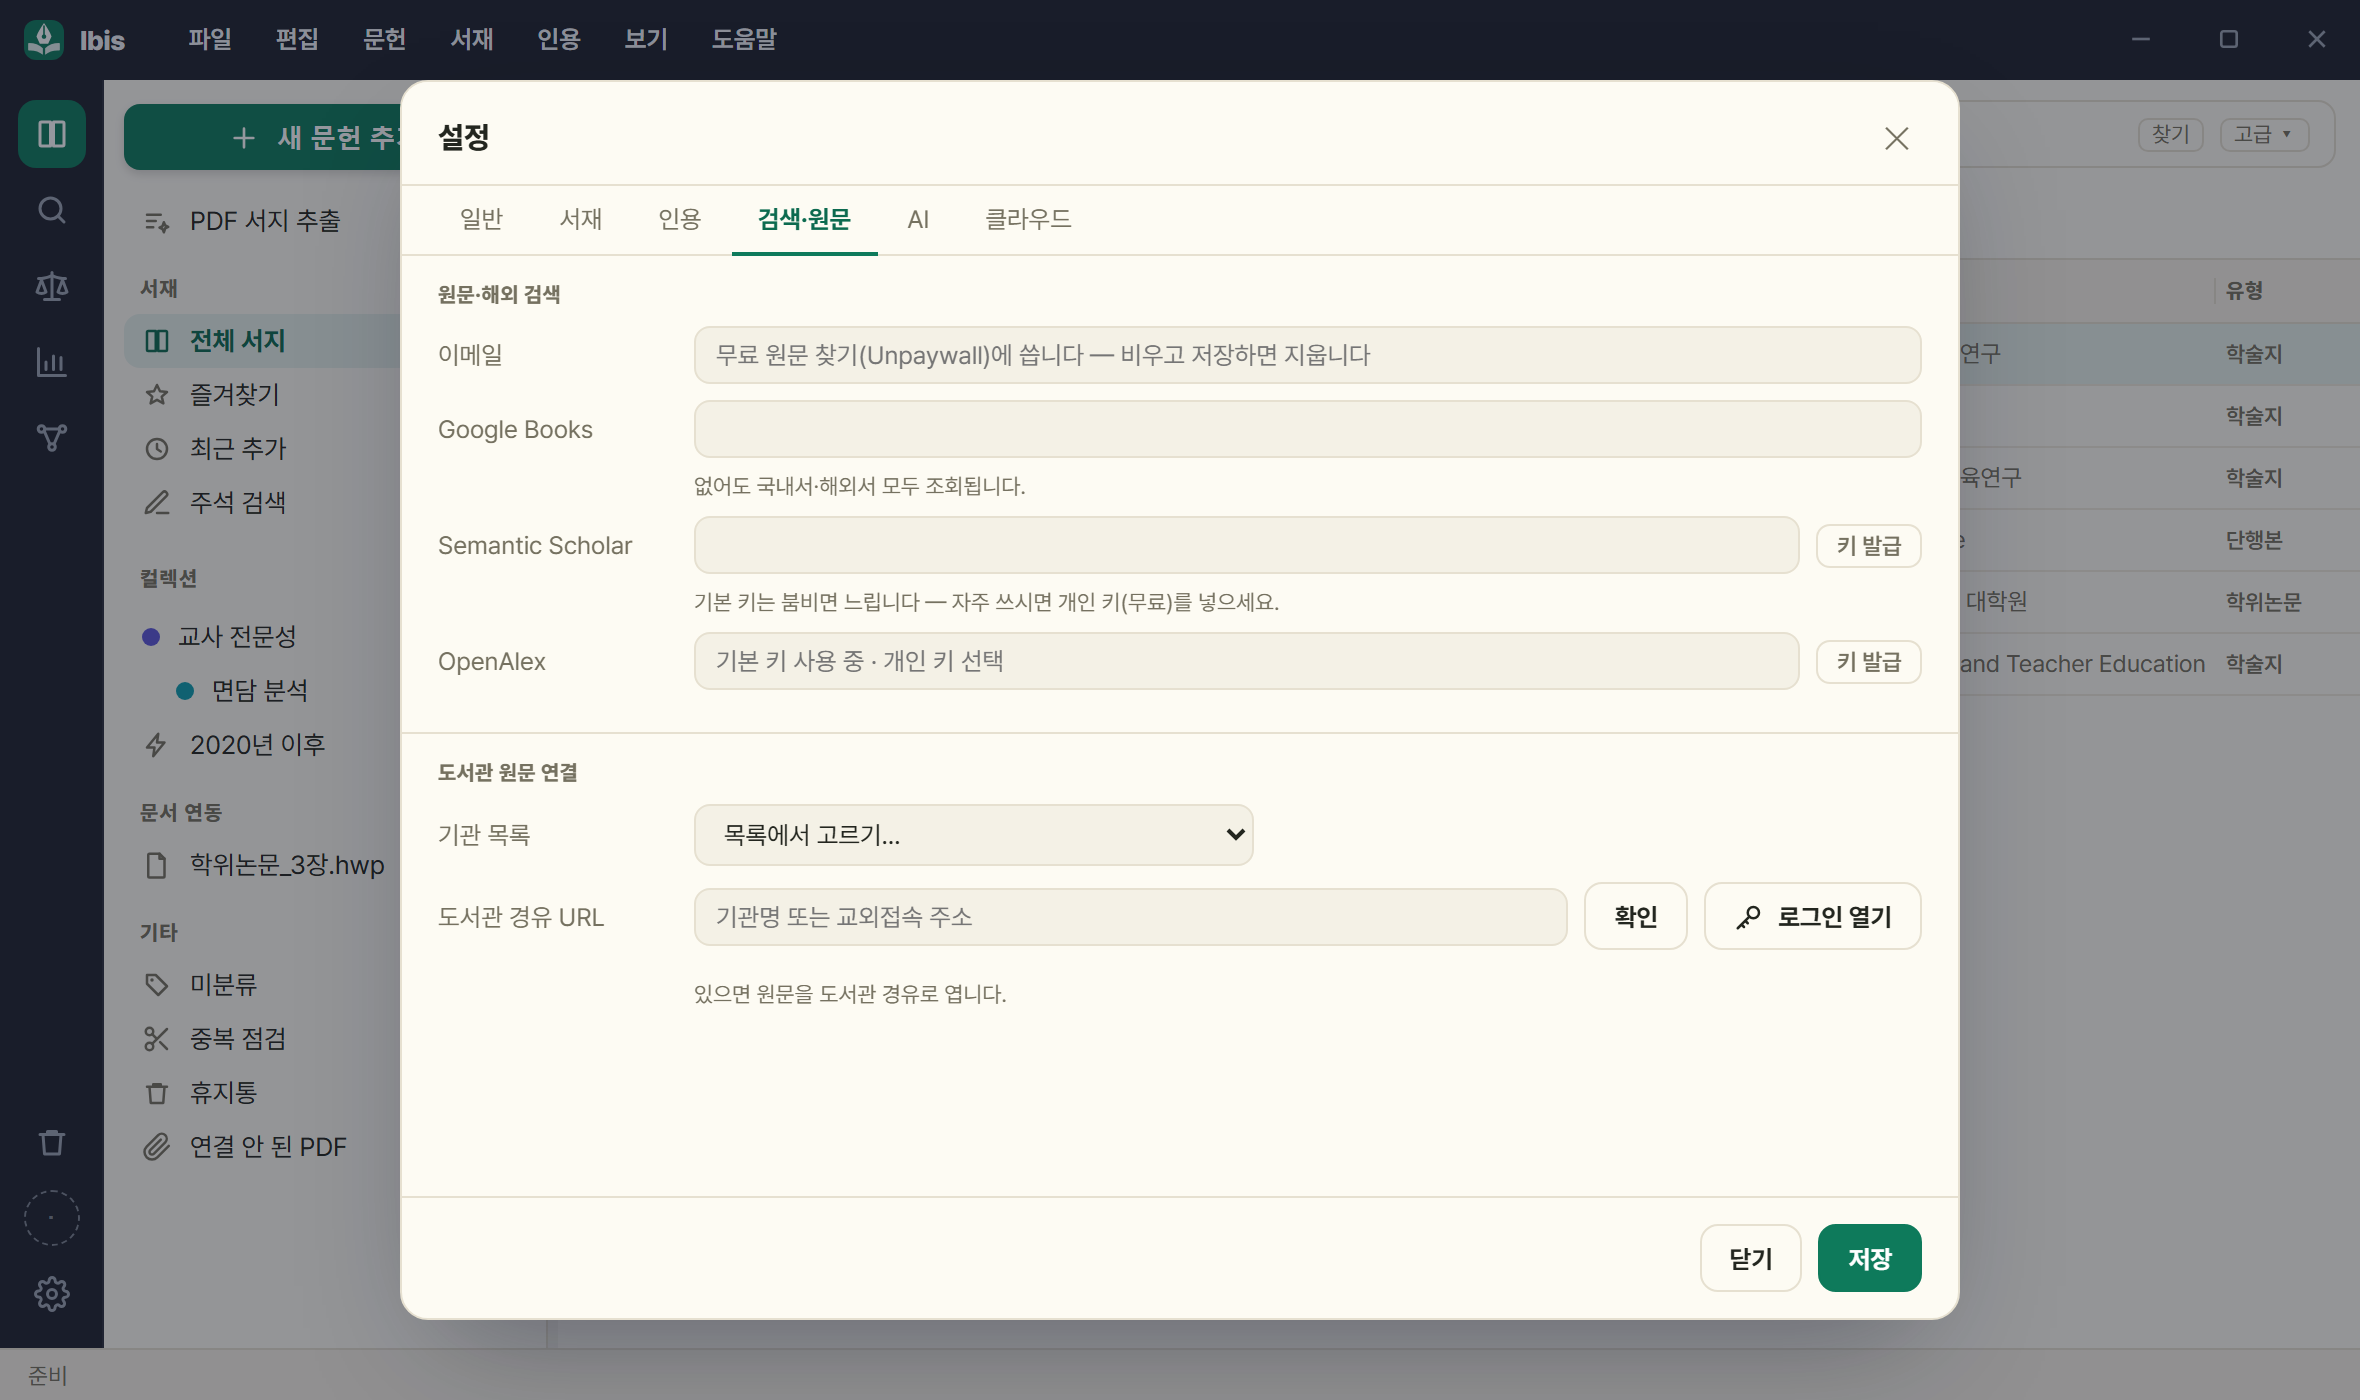 Ibis 파일 편집 문헌 서재 인용 보기 도움말
새 문헌 추
찾기 고급
PDF 서지 추출
서재
전체 서지
즐겨찾기
최근 추가
주석 검색
컬렉션
교사 전문성
면담 분석
2020년 이후
문서 연동
학위논문_3장.hwp
기타
미분류
중복 점검
휴지통
연결 안 된 PDF
설정
일반 서재 인용 검색·원문 AI 클라우드
원문·해외 검색
이메일 무료 원문 찾기(Unpaywall)에 씁니다 — 비우고 저장하면 지웁니다
Google Books
없어도 국내서·해외서 모두 조회됩니다.
Semantic Scholar 키 발급
기본 키는 붐비면 느립니다 — 자주 쓰시면 개인 키(무료)를 넣으세요.
OpenAlex 기본 키 사용 중 · 개인 키 선택 키 발급
도서관 원문 연결
기관 목록 목록에서 고르기...
도서관 경유 URL 기관명 또는 교외접속 주소 확인 로그인 열기
있으면 원문을 도서관 경유로 엽니다.
닫기 저장
유형
연구 학술지
학술지
육연구 학술지
e 단행본
대학원 학위논문
and Teacher Education 학술지
준비